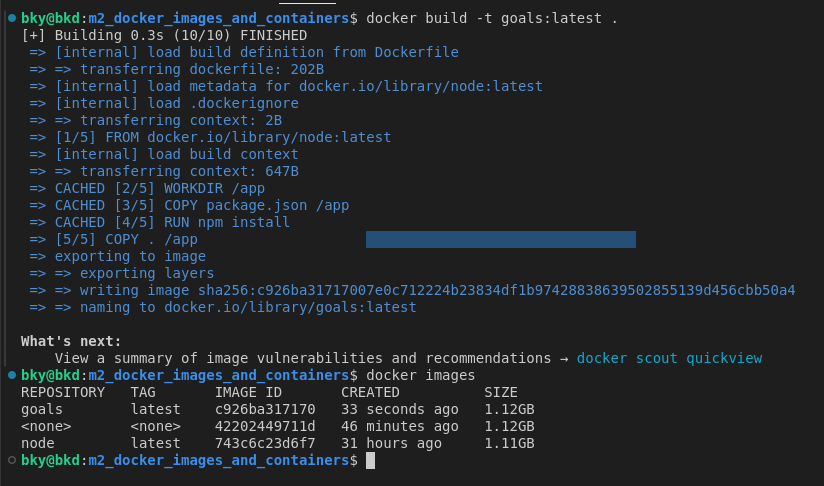 bky@bkd:m2_docker_images_and_containers$ docker build -t goals:latest .
[+] Building 0.3s (10/10) FINISHED
=> [internal] load build definition from Dockerfile
=> => transferring dockerfile: 202B
=> [internal] load metadata for docker.io/library/node:latest
=> [internal] load .dockerignore
=> => transferring context: 2B
=> [1/5] FROM docker.io/library/node:latest
=> [internal] load build context
=> => transferring context: 647B
=> CACHED [2/5] WORKDIR /app
=> CACHED [3/5] COPY package.json /app
=> CACHED [4/5] RUN npm install
=> [5/5] COPY . /app
=> exporting to image
=> => exporting layers
=> => writing image sha256:c926ba31717007e0c712224b23834df1b97428838639502855139d456cbb50a4
=> => naming to docker.io/library/goals:latest
What's next:
View a summary of image vulnerabilities and recommendations → docker scout quickview
bky@bkd:m2_docker_images_and_containers$ docker images
REPOSITORY TAG IMAGE ID CREATED SIZE
goals latest c926ba317170 33 seconds ago 1.12GB
<none> <none> 42202449711d 46 minutes ago 1.12GB
node latest 743c6c23d6f7 31 hours ago 1.11GB
bky@bkd:m2_docker_images_and_containers$